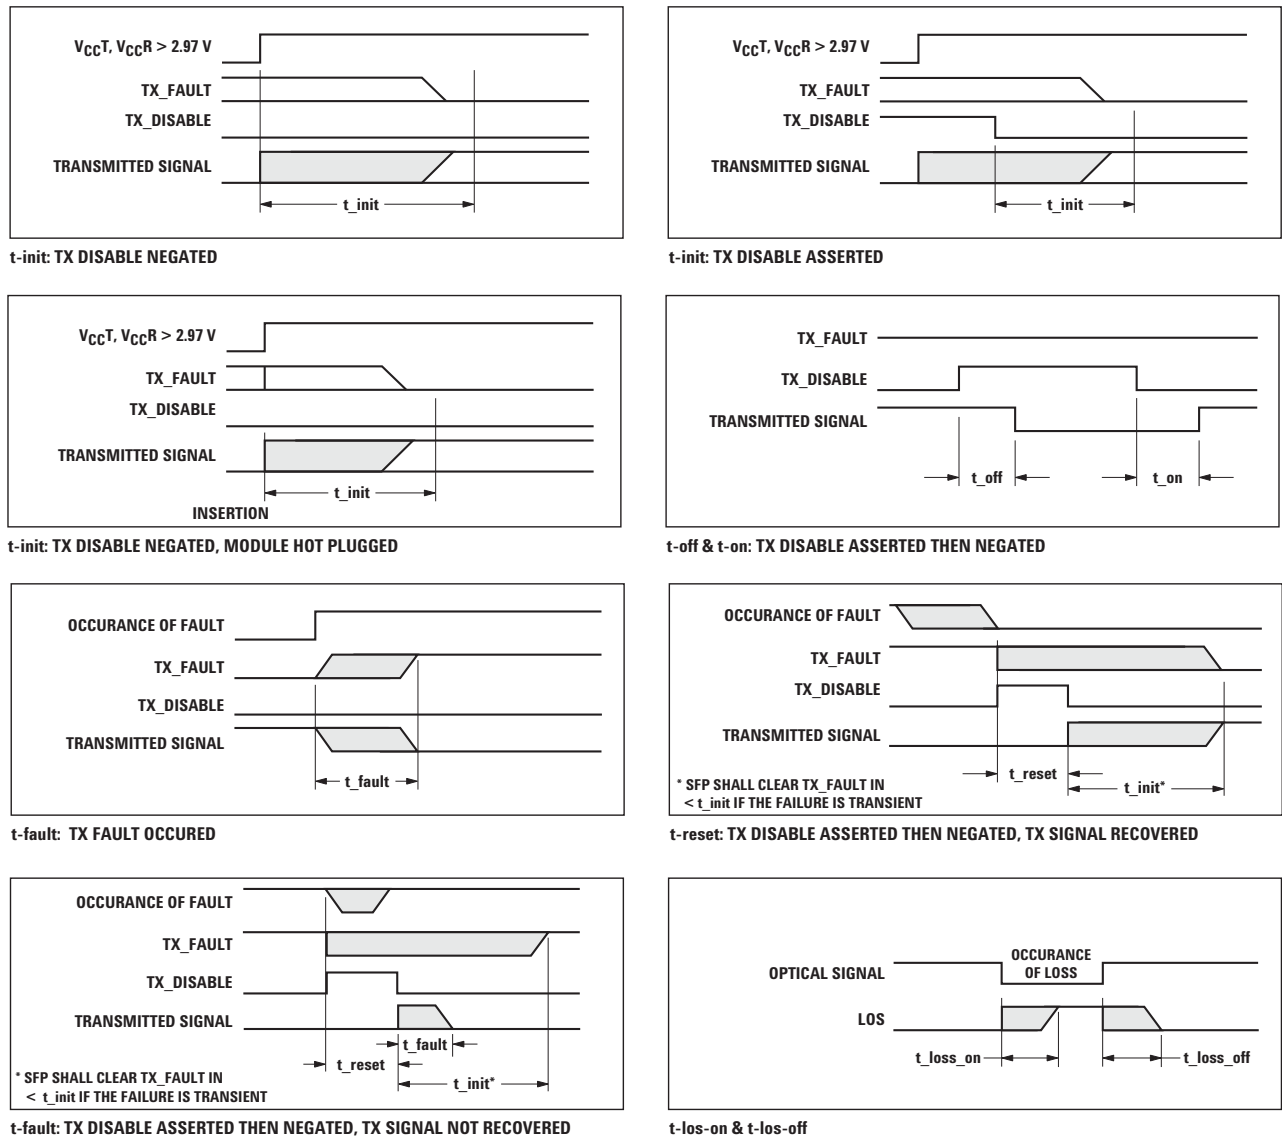 VCCT, VCCR > 2.97 V
TX_FAULT
TX_DISABLE
TRANSMITTED SIGNAL
t_init
t-init: TX DISABLE NEGATED
VCCT, VCCR > 2.97 V
TX_FAULT
TX_DISABLE
TRANSMITTED SIGNAL
t_init
t-init: TX DISABLE ASSERTED
VCCT, VCCR > 2.97 V
TX_FAULT
TX_DISABLE
TRANSMITTED SIGNAL
t_init
INSERTION
t-init: TX DISABLE NEGATED, MODULE HOT PLUGGED
TX_FAULT
TX_DISABLE
TRANSMITTED SIGNAL
t_off
t_on
t-off & t-on: TX DISABLE ASSERTED THEN NEGATED
OCCURANCE OF FAULT
TX_FAULT
TX_DISABLE
TRANSMITTED SIGNAL
t_fault
t-fault: TX FAULT OCCURED
OCCURANCE OF FAULT
TX_FAULT
TX_DISABLE
TRANSMITTED SIGNAL
t_reset
t_init*
* SFP SHALL CLEAR TX_FAULT IN
< t_init IF THE FAILURE IS TRANSIENT
t-reset: TX DISABLE ASSERTED THEN NEGATED, TX SIGNAL RECOVERED
OCCURANCE OF FAULT
TX_FAULT
TX_DISABLE
TRANSMITTED SIGNAL
t_fault
t_reset
t_init*
* SFP SHALL CLEAR TX_FAULT IN
< t_init IF THE FAILURE IS TRANSIENT
t-fault: TX DISABLE ASSERTED THEN NEGATED, TX SIGNAL NOT RECOVERED
OCCURANCE
OF LOSS
OPTICAL SIGNAL
LOS
t_loss_on
t_loss_off
t-los-on & t-los-off